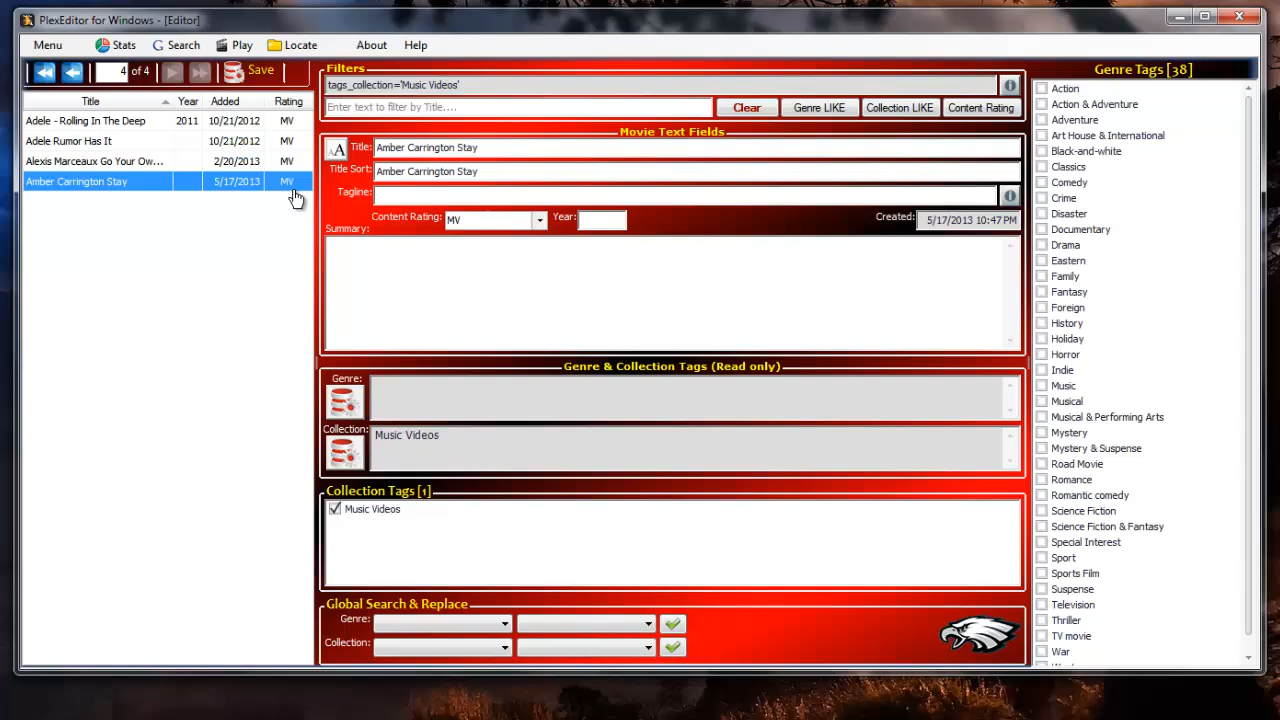 PlexEditor for Windows - [Editor]
Menu Stats Search Play Locate About Help
4 of 4 Save
Title Year Added Rating
Adele - Rolling In The Deep 2011 10/21/2012 MV
Adele Rumor Has It 10/21/2012 MV
Alexis Marceaux Go Your Ow... 2/20/2013 MV
Amber Carrington Stay 5/17/2013 MV
Filters
tags_collection='Music Videos'
Enter text to filter by Title....
Clear Genre LIKE Collection LIKE Content Rating
Movie Text Fields
AA Title: Amber Carrington Stay
Title Sort: Amber Carrington Stay
Tagline:
Content Rating: MV Year: Created: 5/17/2013 10:47 PM
Summary:
Genre & Collection Tags (Read only)
Genre:
Collection: Music Videos
Collection Tags [1]
Music Videos
Global Search & Replace
Genre:
Collection:
Genre Tags [38]
Action
Action & Adventure
Adventure
Art House & International
Black-and-white
Classics
Comedy
Crime
Disaster
Documentary
Drama
Eastern
Family
Fantasy
Foreign
History
Holiday
Horror
Indie
Music
Musical
Musical & Performing Arts
Mystery
Mystery & Suspense
Road Movie
Romance
Romantic comedy
Science Fiction
Science Fiction & Fantasy
Special Interest
Sport
Sports Film
Suspense
Television
Thriller
TV movie
War